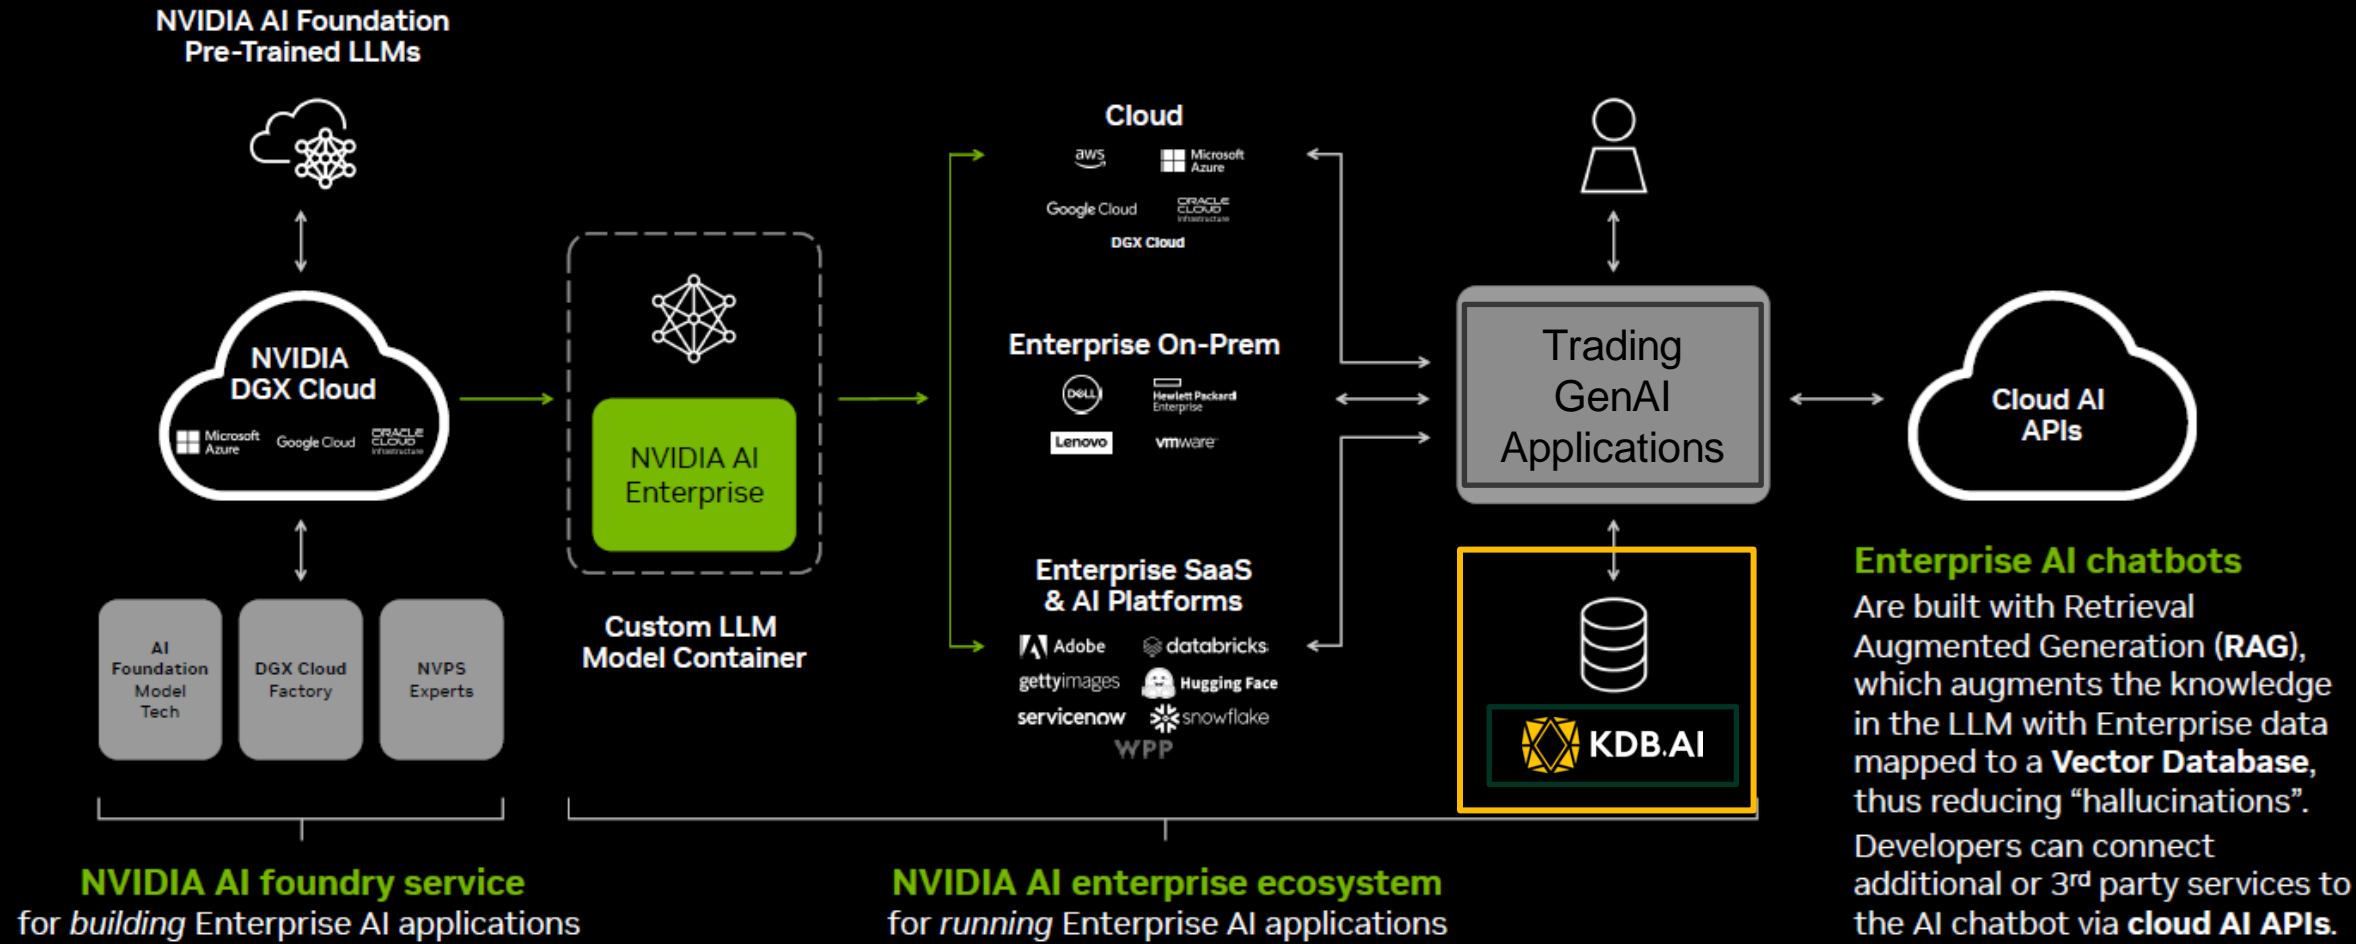 NVIDIA AI Foundation
Pre-Trained LLMs
NVIDIA
DGX Cloud
Microsoft
Azure
Google Cloud
ORACLE
CLOUD
Infrastructure
AI
Foundation
Model
Tech
DGX Cloud
Factory
NVPS
Experts
NVIDIA AI foundry service
for building Enterprise AI applications
NVIDIA AI
Enterprise
Custom LLM
Model Container
Cloud
aws
Microsoft
Azure
Google Cloud
ORACLE
CLOUD
Infrastructure
DGX Cloud
Enterprise On-Prem
DELL
Hewlett Packard
Enterprise
Lenovo
vmware
Enterprise SaaS
& AI Platforms
Adobe
databricks
gettyimages
Hugging Face
servicenow
snowflake
WPP
Trading
GenAI
Applications
KDB.AI
NVIDIA AI enterprise ecosystem
for running Enterprise AI applications
Cloud AI
APIs
Enterprise AI chatbots
Are built with Retrieval
Augmented Generation (RAG),
which augments the knowledge
in the LLM with Enterprise data
mapped to a Vector Database,
thus reducing “hallucinations”.
Developers can connect
additional or 3rd party services to
the AI chatbot via cloud AI APIs.